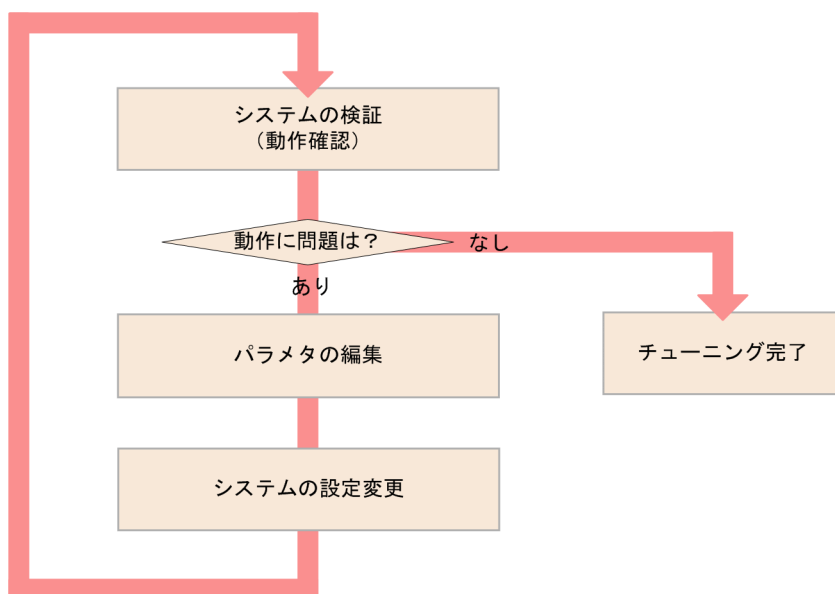 システムの検証
（動作確認）
動作に問題は？
なし
あり
パラメタの編集
チューニング完了
システムの設定変更